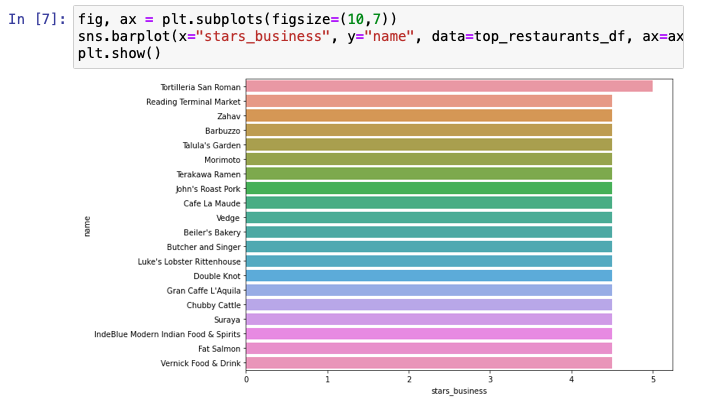 In [7]: fig, ax = plt.subplots(figsize=(10,7))
sns.barplot(x="stars_business", y="name", data=top_restaurants_df, ax=ax
plt.show()
Tortilleria San Roman
Reading Terminal Market
Zahav
Barbuzzo
Talula's Garden
Morimoto
Terakawa Ramen
John's Roast Pork
Cafe La Maude
Vedge
Beiler's Bakery
Butcher and Singer
Luke's Lobster Rittenhouse
Double Knot
Gran Caffe L'Aquila
Chubby Cattle
Suraya
IndeBlue Modern Indian Food & Spirits
Fat Salmon
Vernick Food & Drink
name
0 1 2 3 4 5
stars_business